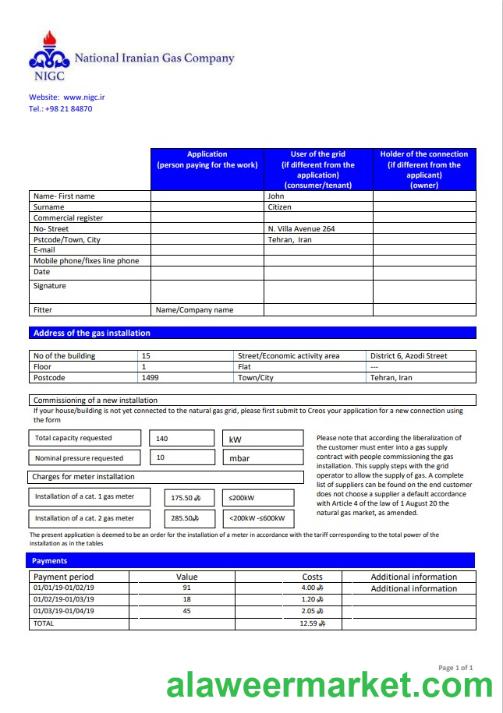 National Iranian Gas Company
NIGC
Website: www.nigc.ir
Tel.: +98 21 84870
Application
(person paying for the work)
User of the grid
(if different from the
application)
(consumer/tenant)
Holder of the connection
(if different from the
applicant)
(owner)
Name- First name John
Surname Citizen
Commercial register
No- Street N. Villa Avenue 264
Pstcode/Town, City Tehran, Iran
E-mail
Mobile phone/fixes line phone
Date
Signature
Fitter Name/Company name
Address of the gas installation
No of the building 15 Street/Economic activity area District 6, Azodi Street
Floor 1 Flat ---
Postcode 1499 Town/City Tehran, Iran
Commissioning of a new installation
If your house/building is not yet connected to the natural gas grid, please first submit to Creos your application for a new connection using
the form
Total capacity requested 140 kW
Nominal pressure requested 10 mbar
Charges for meter installation
Installation of a cat. 1 gas meter 175.50 ≤200kW
Installation of a cat. 2 gas meter 285.50 <200kW -≤600kW
Please note that according the liberalization of
the customer must enter into a gas supply
contract with people commissioning the gas
installation. This supply steps with the grid
operator to allow the supply of gas. A complete
list of suppliers can be found on the end customer
does not choose a supplier a default accordance
with Article 4 of the law of 1 August 20 the
natural gas market, as amended.
The present application is deemed to be an order for the installation of a meter in accordance with the tariff corresponding to the total power of the
installation as in the tables
Payments
Payment period Value Costs Additional information
01/01/19-01/02/19 91 4.00 Additional information
01/02/19-01/03/19 18 1.20
01/03/19-01/04/19 45 2.05
TOTAL 12.59
Page 1 of 1
alaweermarket.com